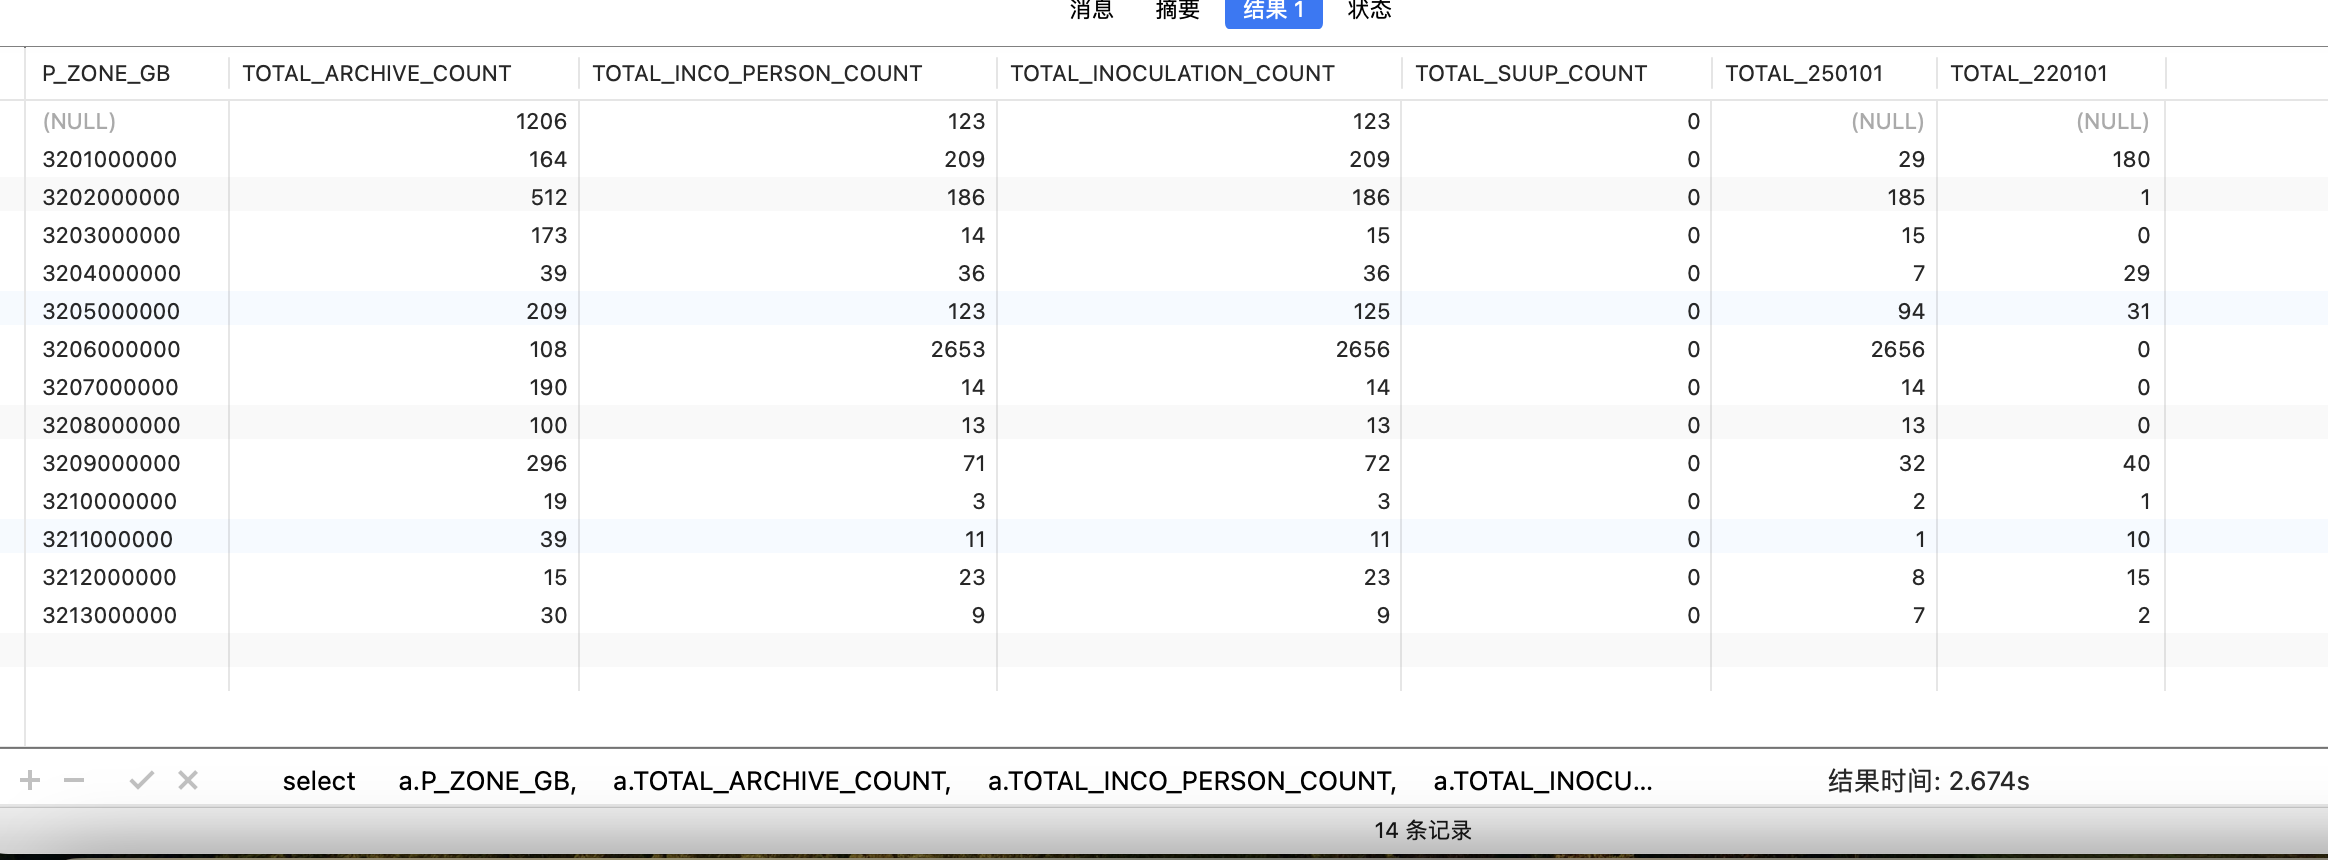 消息 摘要 结果 1 状态
P_ZONE_GB TOTAL_ARCHIVE_COUNT TOTAL_INCO_PERSON_COUNT TOTAL_INOCULATION_COUNT TOTAL_SUUP_COUNT TOTAL_250101 TOTAL_220101
(NULL) 1206 123 123 0 (NULL) (NULL)
3201000000 164 209 209 0 29 180
3202000000 512 186 186 0 185 1
3203000000 173 14 15 0 15 0
3204000000 39 36 36 0 7 29
3205000000 209 123 125 0 94 31
3206000000 108 2653 2656 0 2656 0
3207000000 190 14 14 0 14 0
3208000000 100 13 13 0 13 0
3209000000 296 71 72 0 32 40
3210000000 19 3 3 0 2 1
3211000000 39 11 11 0 1 10
3212000000 15 23 23 0 8 15
3213000000 30 9 9 0 7 2
select a.P_ZONE_GB, a.TOTAL_ARCHIVE_COUNT, a.TOTAL_INCO_PERSON_COUNT, a.TOTAL_INOCU... 结果时间: 2.674s
14 条记录